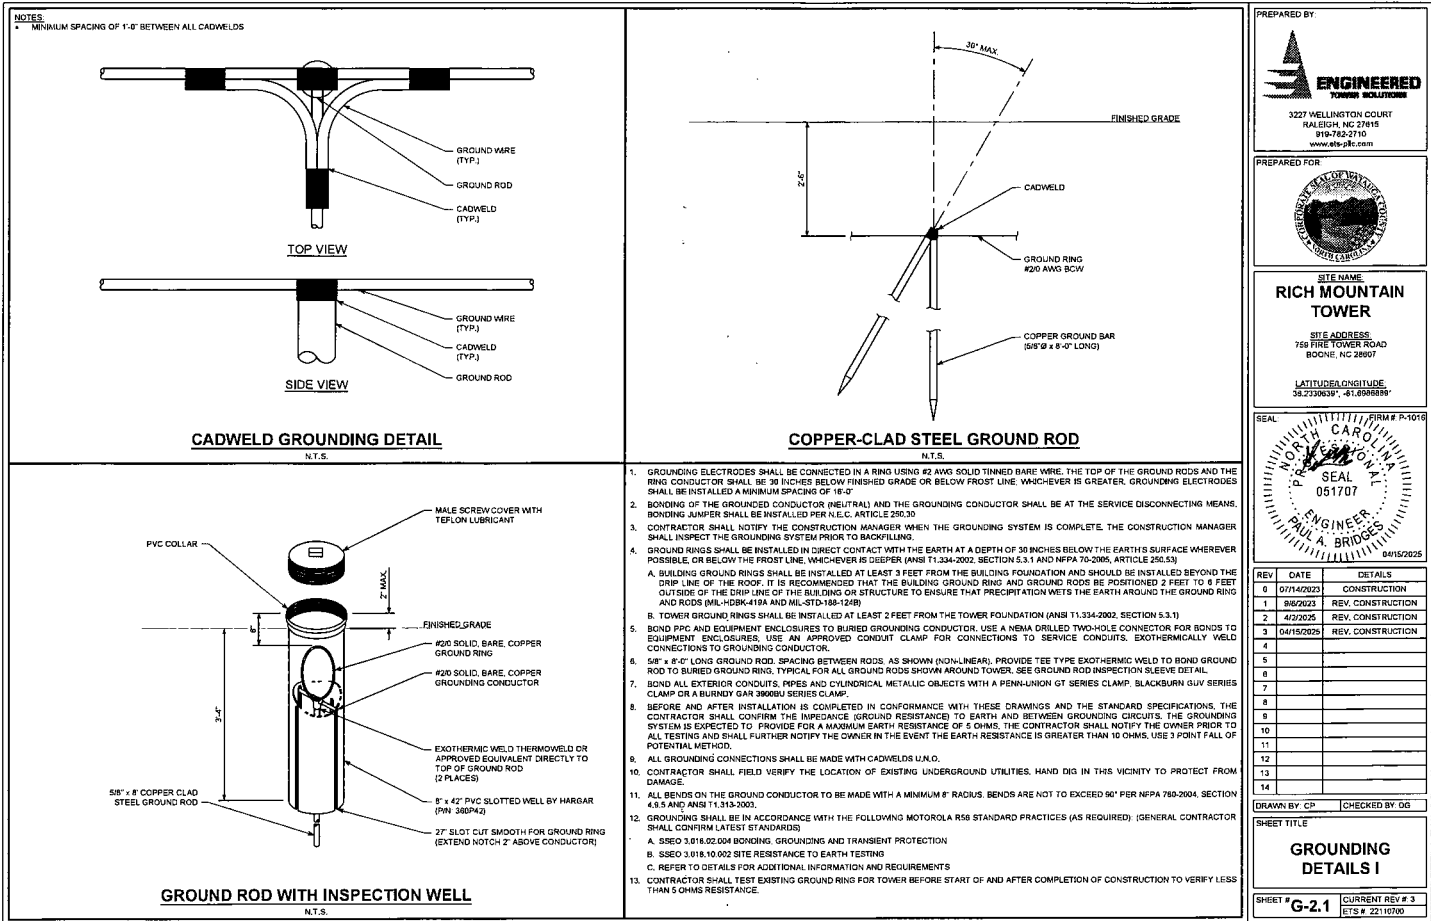 NOTES:
• MINIMUM SPACING OF 1'-0" BETWEEN ALL CADWELDS
GROUND WIRE
(TYP.)
GROUND ROD
CADWELD
(TYP.)
TOP VIEW
GROUND WIRE
(TYP.)
CADWELD
(TYP.)
GROUND ROD
SIDE VIEW
CADWELD GROUNDING DETAIL
N.T.S.
30° MAX.
FINISHED GRADE
2'-6"
CADWELD
GROUND RING
#2/0 AWG BCW
COPPER GROUND BAR
(5/8"Ø x 8'-0" LONG)
COPPER-CLAD STEEL GROUND ROD
N.T.S.
MALE SCREW COVER WITH
TEFLON LUBRICANT
PVC COLLAR
2" MAX.
FINISHED GRADE
8"
#2/0 SOLID, BARE, COPPER
GROUND RING
#2/0 SOLID, BARE, COPPER
GROUNDING CONDUCTOR
3'-4"
EXOTHERMIC WELD THERMOWELD OR
APPROVED EQUIVALENT DIRECTLY TO
TOP OF GROUND ROD
(2 PLACES)
5/8" x 8' COPPER CLAD
STEEL GROUND ROD
8" x 42" PVC SLOTTED WELL BY HARGAR
(P/N: 360P42)
27" SLOT CUT SMOOTH FOR GROUND RING
(EXTEND NOTCH 2" ABOVE CONDUCTOR)
GROUND ROD WITH INSPECTION WELL
N.T.S.
1. GROUNDING ELECTRODES SHALL BE CONNECTED IN A RING USING #2 AWG SOLID TINNED BARE WIRE. THE TOP OF THE GROUND RODS AND THE
RING CONDUCTOR SHALL BE 30 INCHES BELOW FINISHED GRADE OR BELOW FROST LINE; WHICHEVER IS GREATER. GROUNDING ELECTRODES
SHALL BE INSTALLED A MINIMUM SPACING OF 16'-0"
2. BONDING OF THE GROUNDED CONDUCTOR (NEUTRAL) AND THE GROUNDING CONDUCTOR SHALL BE AT THE SERVICE DISCONNECTING MEANS.
BONDING JUMPER SHALL BE INSTALLED PER N.E.C. ARTICLE 250.30
3. CONTRACTOR SHALL NOTIFY THE CONSTRUCTION MANAGER WHEN THE GROUNDING SYSTEM IS COMPLETE. THE CONSTRUCTION MANAGER
SHALL INSPECT THE GROUNDING SYSTEM PRIOR TO BACKFILLING.
4. GROUND RINGS SHALL BE INSTALLED IN DIRECT CONTACT WITH THE EARTH AT A DEPTH OF 30 INCHES BELOW THE EARTH'S SURFACE WHEREVER
POSSIBLE, OR BELOW THE FROST LINE, WHICHEVER IS DEEPER (ANSI T1.334-2002, SECTION 5.3.1 AND NFPA 70-2005, ARTICLE 250.53)
A. BUILDING GROUND RINGS SHALL BE INSTALLED AT LEAST 3 FEET FROM THE BUILDING FOUNDATION AND SHOULD BE INSTALLED BEYOND THE
DRIP LINE OF THE ROOF. IT IS RECOMMENDED THAT THE BUILDING GROUND RING AND GROUND RODS BE POSITIONED 2 FEET TO 6 FEET
OUTSIDE OF THE DRIP LINE OF THE BUILDING OR STRUCTURE TO ENSURE THAT PRECIPITATION WETS THE EARTH AROUND THE GROUND RING
AND RODS (MIL-HDBK-419A AND MIL-STD-188-124B)
B. TOWER GROUND RINGS SHALL BE INSTALLED AT LEAST 2 FEET FROM THE TOWER FOUNDATION (ANSI T1.334-2002, SECTION 5.3.1)
5. BOND PPC AND EQUIPMENT ENCLOSURES TO BURIED GROUNDING CONDUCTOR. USE A NEMA DRILLED TWO-HOLE CONNECTOR FOR BONDS TO
EQUIPMENT ENCLOSURES; USE AN APPROVED CONDUIT CLAMP FOR CONNECTIONS TO SERVICE CONDUITS. EXOTHERMICALLY WELD
CONNECTIONS TO GROUNDING CONDUCTOR.
6. 5/8" x 8'-0" LONG GROUND ROD. SPACING BETWEEN RODS, AS SHOWN (NON-LINEAR). PROVIDE TEE TYPE EXOTHERMIC WELD TO BOND GROUND
ROD TO BURIED GROUND RING, TYPICAL FOR ALL GROUND RODS SHOWN AROUND TOWER. SEE GROUND ROD INSPECTION SLEEVE DETAIL.
7. BOND ALL EXTERIOR CONDUITS, PIPES AND CYLINDRICAL METALLIC OBJECTS WITH A PENN-UNION GT SERIES CLAMP, BLACKBURN GUV SERIES
CLAMP OR A BURNDY GAR 3900BU SERIES CLAMP.
8. BEFORE AND AFTER INSTALLATION IS COMPLETED IN CONFORMANCE WITH THESE DRAWINGS AND THE STANDARD SPECIFICATIONS, THE
CONTRACTOR SHALL CONFIRM THE IMPEDANCE (GROUND RESISTANCE) TO EARTH AND BETWEEN GROUNDING CIRCUITS. THE GROUNDING
SYSTEM IS EXPECTED TO PROVIDE FOR A MAXIMUM EARTH RESISTANCE OF 5 OHMS. THE CONTRACTOR SHALL NOTIFY THE OWNER PRIOR TO
ALL TESTING AND SHALL FURTHER NOTIFY THE OWNER IN THE EVENT THE EARTH RESISTANCE IS GREATER THAN 10 OHMS. USE 3 POINT FALL OF
POTENTIAL METHOD.
9. ALL GROUNDING CONNECTIONS SHALL BE MADE WITH CADWELDS U.N.O.
10. CONTRACTOR SHALL FIELD VERIFY THE LOCATION OF EXISTING UNDERGROUND UTILITIES. HAND DIG IN THIS VICINITY TO PROTECT FROM
DAMAGE.
11. ALL BENDS ON THE GROUND CONDUCTOR TO BE MADE WITH A MINIMUM 8" RADIUS. BENDS ARE NOT TO EXCEED 90° PER NFPA 780-2004, SECTION
4.9.5 AND ANSI T1.313-2003.
12. GROUNDING SHALL BE IN ACCORDANCE WITH THE FOLLOWING MOTOROLA R56 STANDARD PRACTICES (AS REQUIRED): (GENERAL CONTRACTOR
SHALL CONFIRM LATEST STANDARDS)
A. SSEO 3.018.02.004 BONDING, GROUNDING AND TRANSIENT PROTECTION
B. SSEO 3.018.10.002 SITE RESISTANCE TO EARTH TESTING
C. REFER TO DETAILS FOR ADDITIONAL INFORMATION AND REQUIREMENTS
13. CONTRACTOR SHALL TEST EXISTING GROUND RING FOR TOWER BEFORE START OF AND AFTER COMPLETION OF CONSTRUCTION TO VERIFY LESS
THAN 5 OHMS RESISTANCE.
PREPARED BY:
ENGINEERED
TOWER SOLUTIONS
3227 WELLINGTON COURT
RALEIGH, NC 27615
919-782-2710
www.ets-pllc.com
PREPARED FOR:
CORPORATE SEAL OF WATAUGA COUNTY
NORTH CAROLINA
SITE NAME:
RICH MOUNTAIN
TOWER
SITE ADDRESS:
759 FIRE TOWER ROAD
BOONE, NC 28607
LATITUDE/LONGITUDE:
SEAL:
FIRM #: P-1016
NORTH CAROLINA
PROFESSIONAL
SEAL
051707
ENGINEER
PAUL A. BRIDGES
04/15/2025
REV DATE DETAILS
0 07/14/2023 CONSTRUCTION
1 9/6/2023 REV. CONSTRUCTION
2 4/2/2025 REV. CONSTRUCTION
3 04/15/2025 REV. CONSTRUCTION
4
5
6
7
8
9
10
11
12
13
14
DRAWN BY: CP CHECKED BY: OG
SHEET TITLE
GROUNDING
DETAILS I
SHEET # G-2.1
CURRENT REV #: 3
ETS #: 22110700